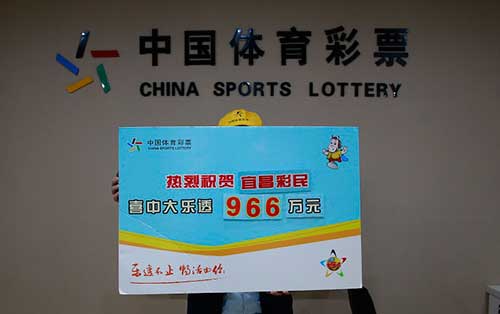 中国体育彩票
CHINA SPORTS LOTTERY
中国体育彩票
CHINA SPORTS LOTTERY
热烈祝贺 宜昌彩民
喜中大乐透 966 万元
乐透不止 精活由你